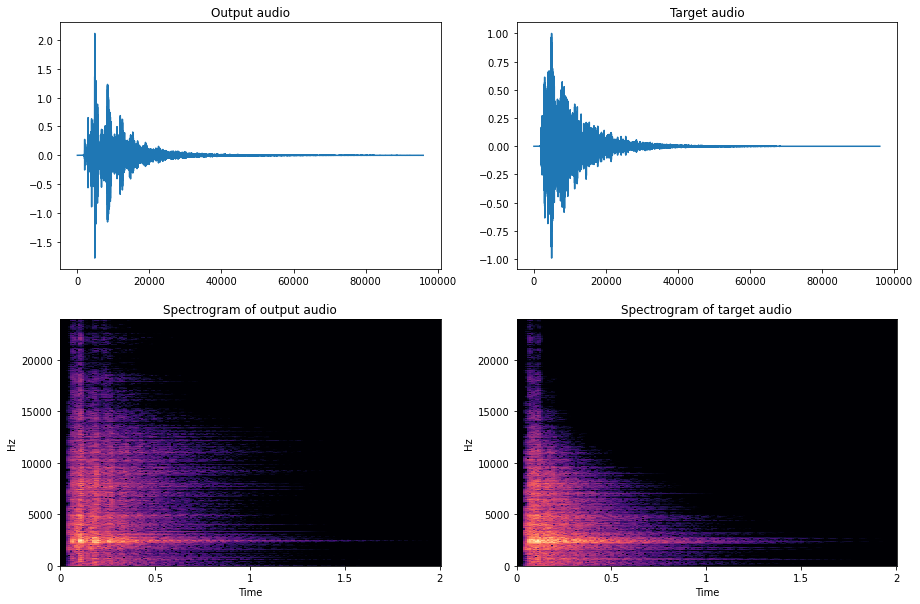 Output audio
2.0
1.5
1.0
0.5
0.0
−0.5
−1.0
−1.5
0 20000 40000 60000 80000 100000
Target audio
1.00
0.75
0.50
0.25
0.00
−0.25
−0.50
−0.75
−1.00
0 20000 40000 60000 80000 100000
Spectrogram of output audio
Hz
20000
15000
10000
5000
0
0 0.5 1 1.5 2
Time
Spectrogram of target audio
Hz
20000
15000
10000
5000
0
0 0.5 1 1.5 2
Time